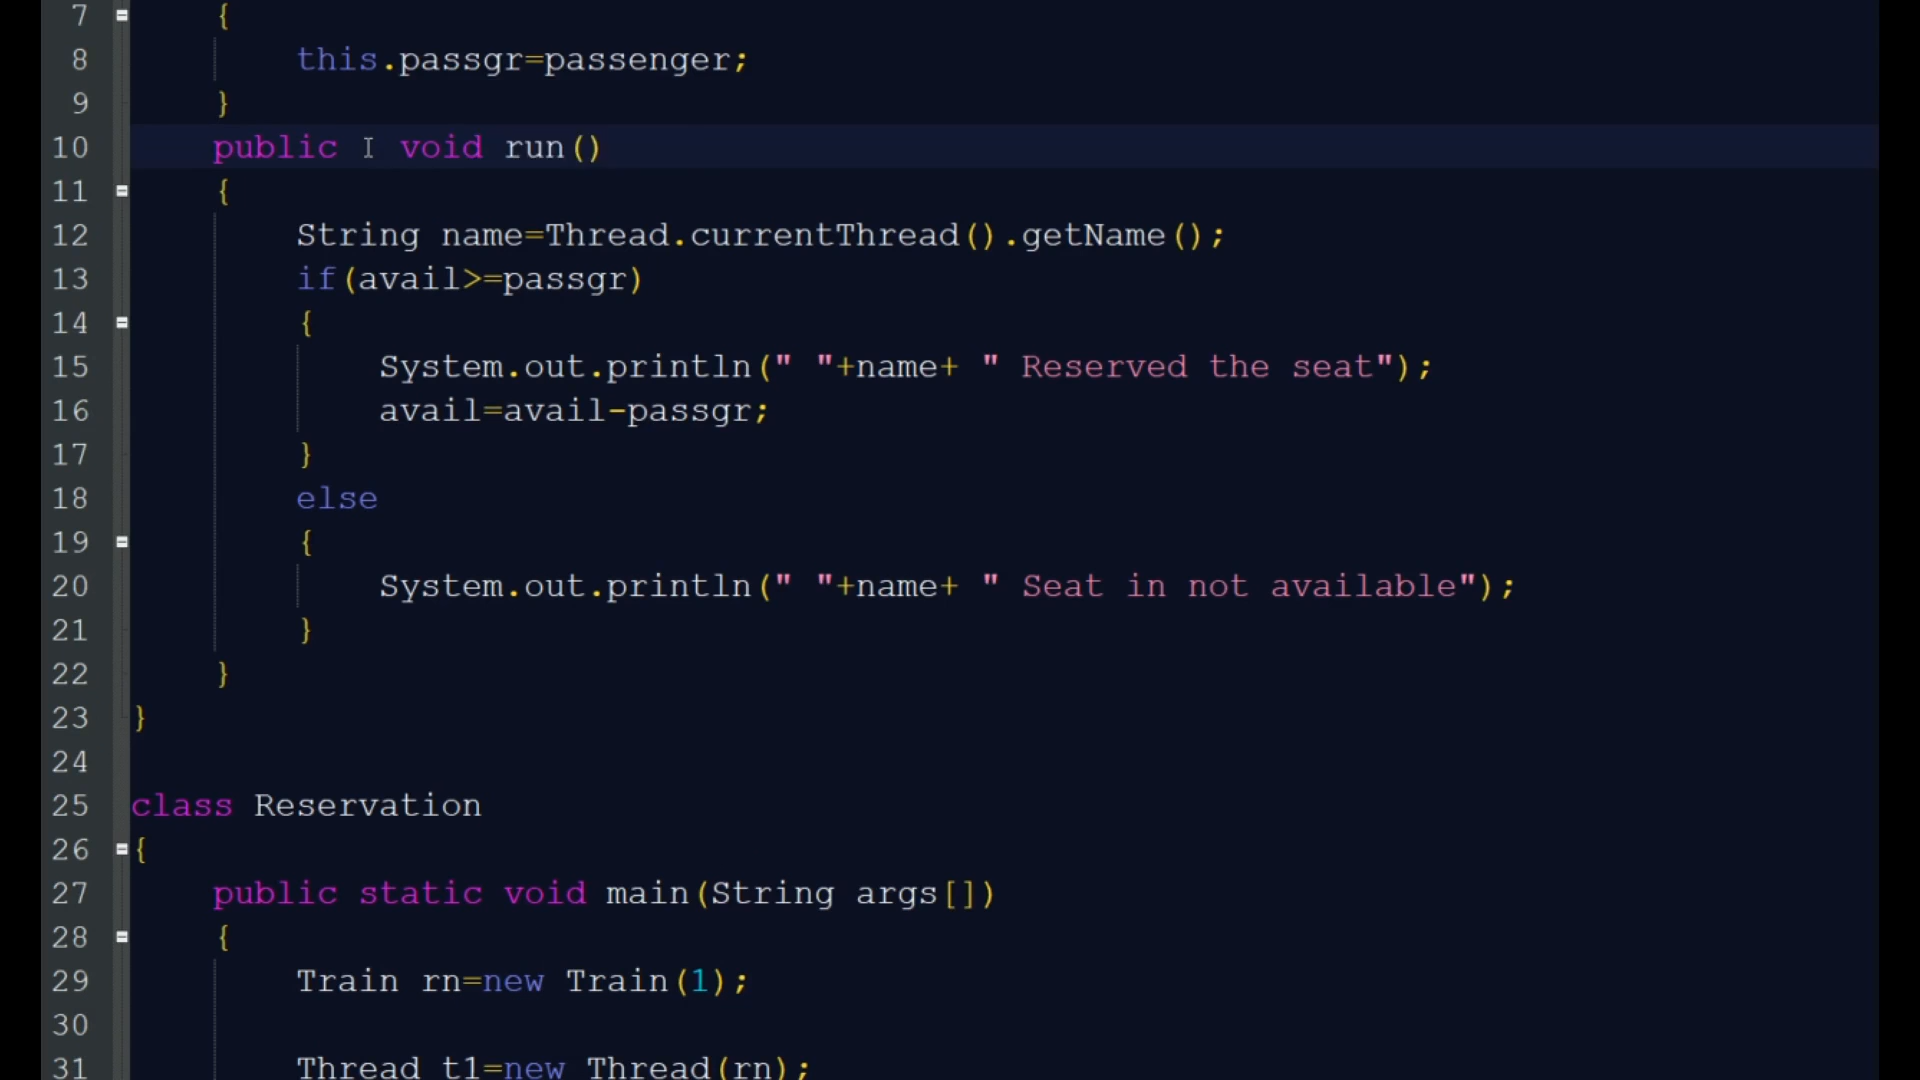 7 {
8 this.passgr=passenger;
9 }
10 public void run()
11 {
12 String name=Thread.currentThread().getName();
13 if(avail>=passgr)
14 {
15 System.out.println(" "+name+ " Reserved the seat");
16 avail=avail-passgr;
17 }
18 else
19 {
20 System.out.println(" "+name+ " Seat in not available");
21 }
22 }
23 }
24
25 class Reservation
26 {
27 public static void main(String args[])
28 {
29 Train rn=new Train(1);
30
31 Thread t1=new Thread(rn);